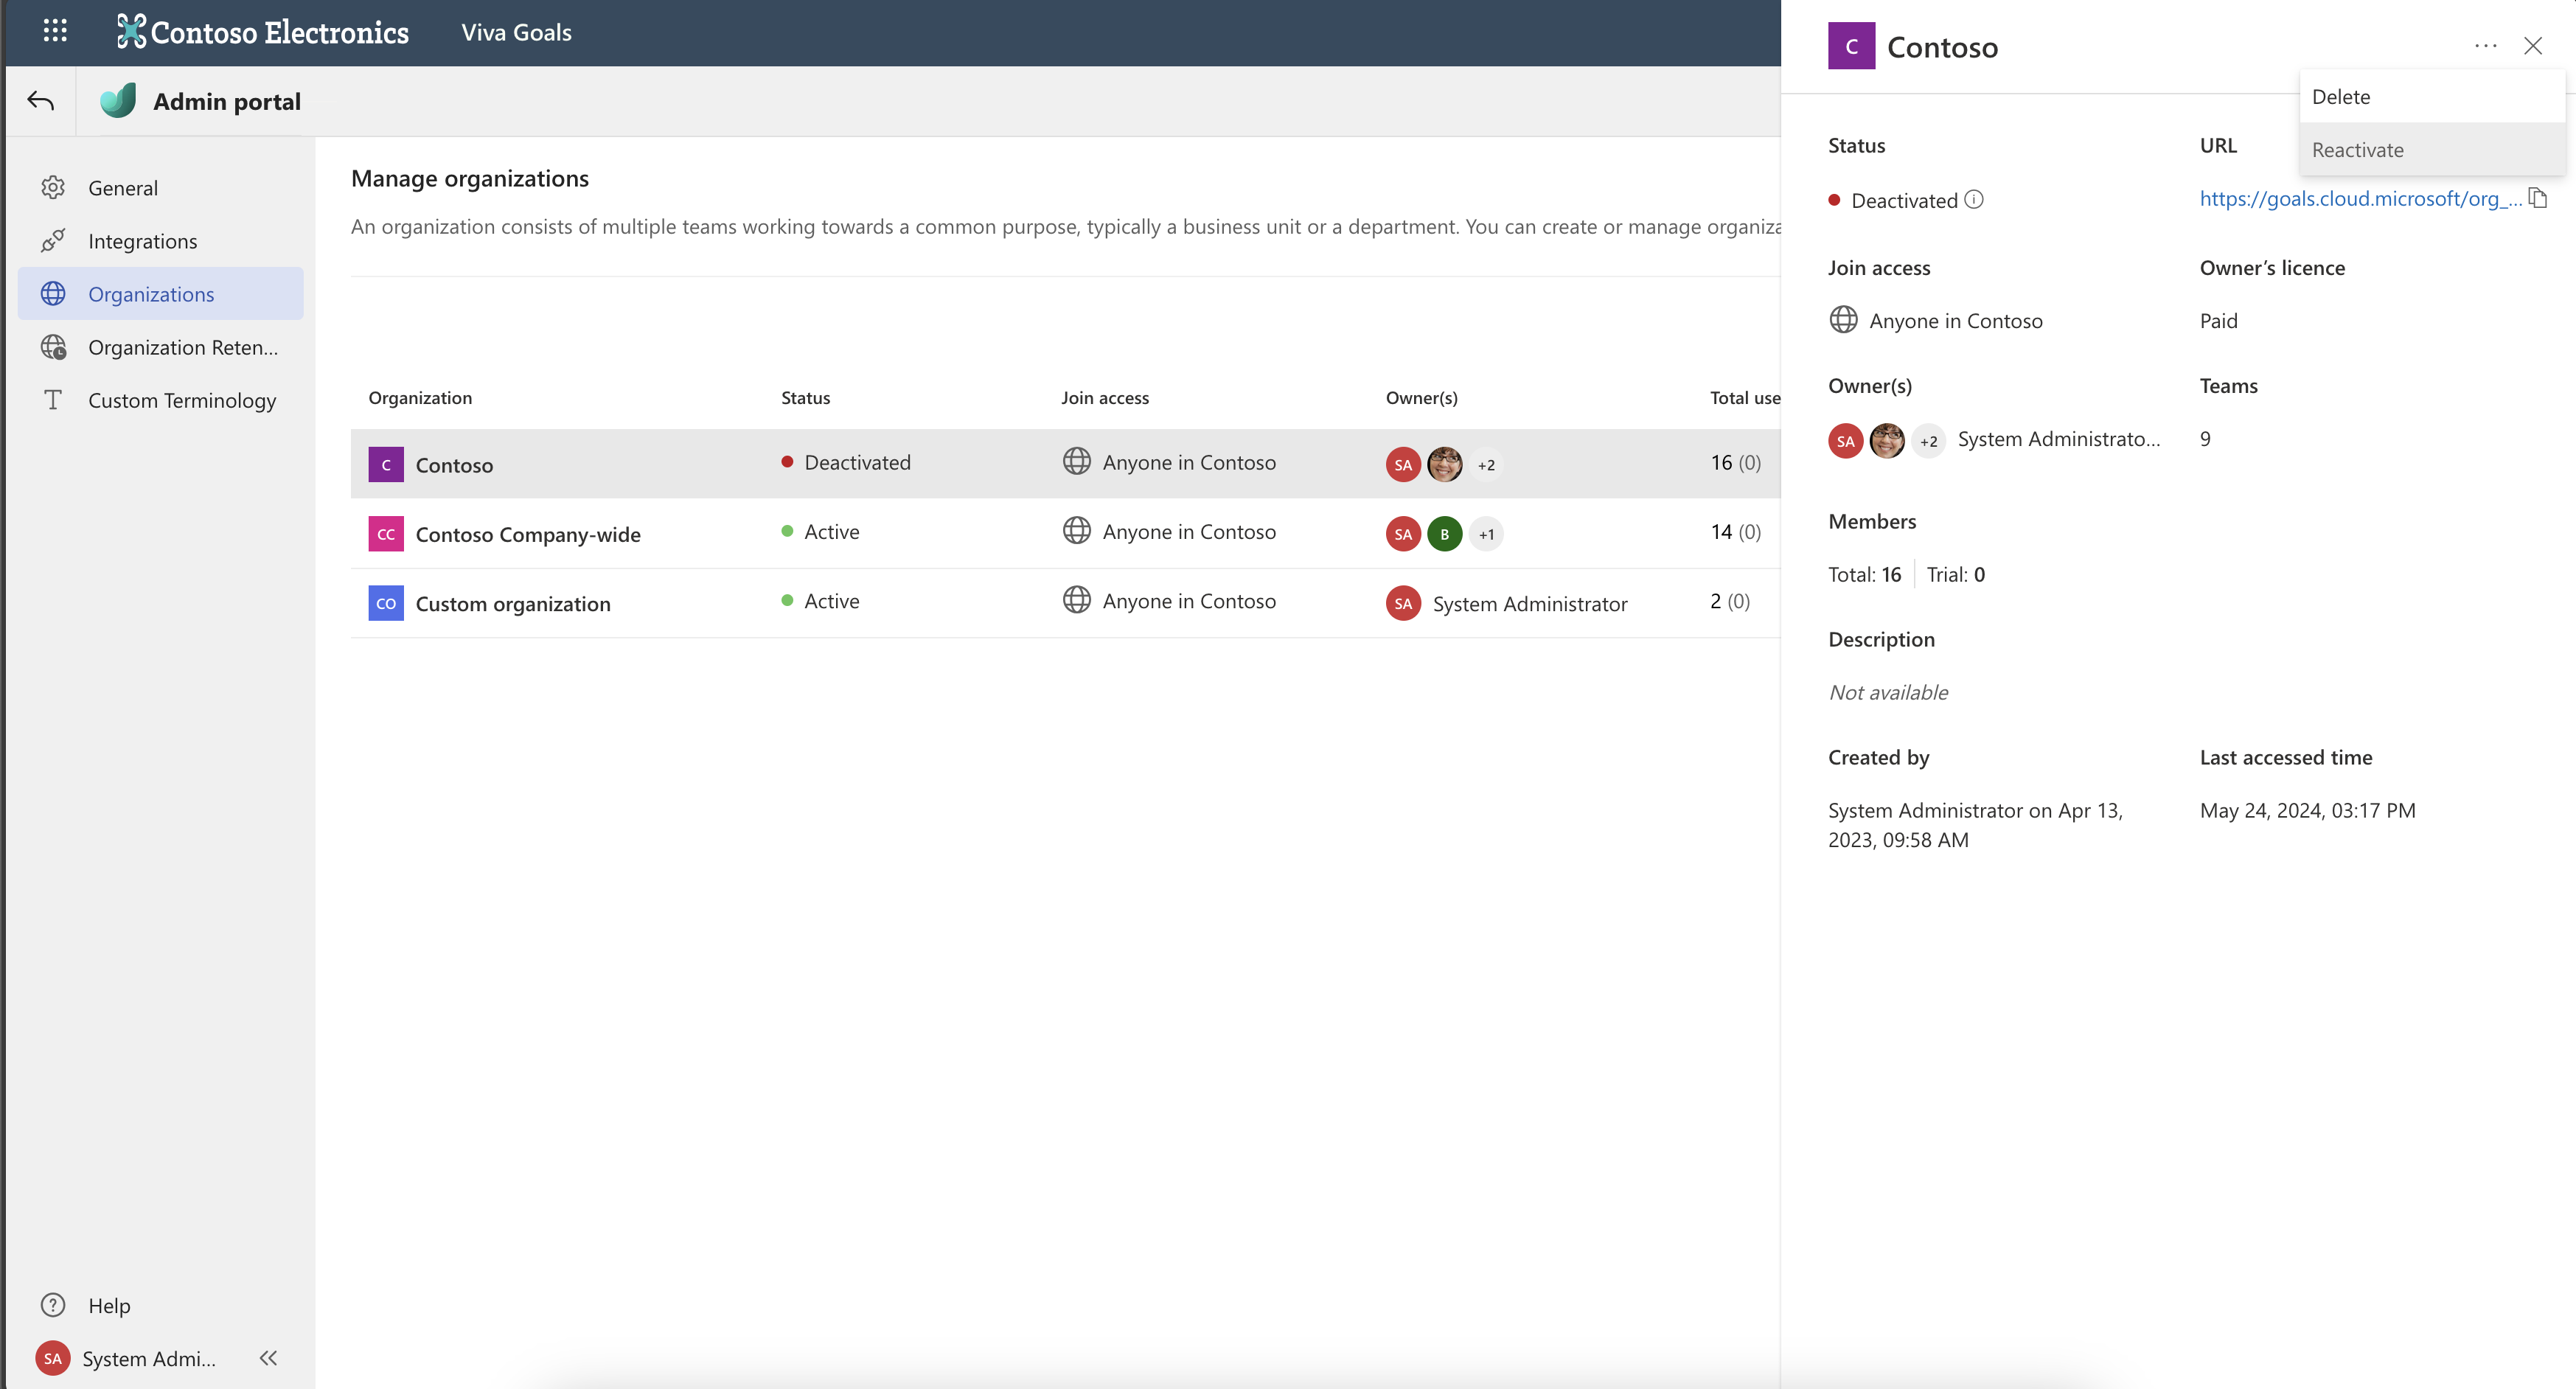 Contoso Electronics
Viva Goals
Admin portal
General
Integrations
Organizations
Organization Reten...
Custom Terminology
Help
SA
System Admi...
Manage organizations
An organization consists of multiple teams working towards a common purpose, typically a business unit or a department. You can create or manage organiza
Organization Status Join access Owner(s) Total use
C Contoso Deactivated Anyone in Contoso SA +2 16 (0)
CC Contoso Company-wide Active Anyone in Contoso SA B +1 14 (0)
CO Custom organization Active Anyone in Contoso SA System Administrator 2 (0)
C Contoso
Delete
Reactivate
Status
Deactivated
URL
https://goals.cloud.microsoft/org_...
Join access
Anyone in Contoso
Owner’s licence
Paid
Owner(s)
SA +2 System Administrato...
Teams
9
Members
Total: 16 Trial: 0
Description
Not available
Created by
System Administrator on Apr 13,
2023, 09:58 AM
Last accessed time
May 24, 2024, 03:17 PM